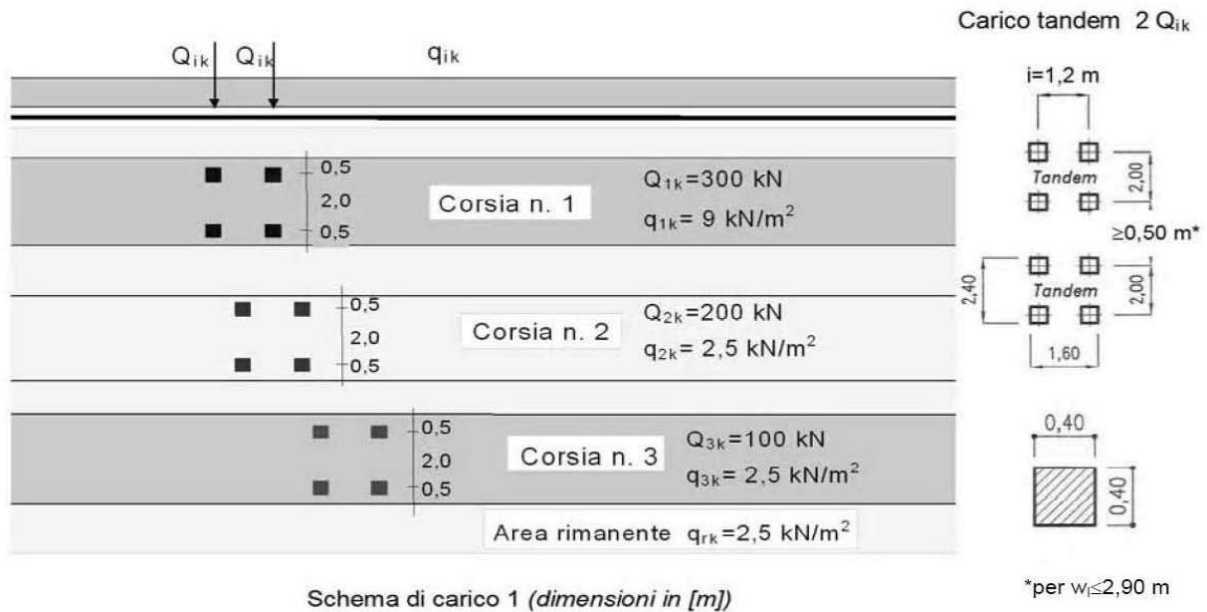 Carico tandem 2 Qik
Qik Qik qik
i=1,2 m
0,5
2,0
0,5
Corsia n. 1
Q1k=300 kN
q1k= 9 kN/m²
Tandem
2,00
≥0,50 m*
0,5
2,0
0,5
Corsia n. 2
Q2k=200 kN
q2k= 2,5 kN/m²
2,40
Tandem
2,00
1,60
0,5
2,0
0,5
Corsia n. 3
Q3k=100 kN
q3k= 2,5 kN/m²
0,40
0,40
Area rimanente qrk=2,5 kN/m²
Schema di carico 1 (dimensioni in [m])
*per wl≤2,90 m